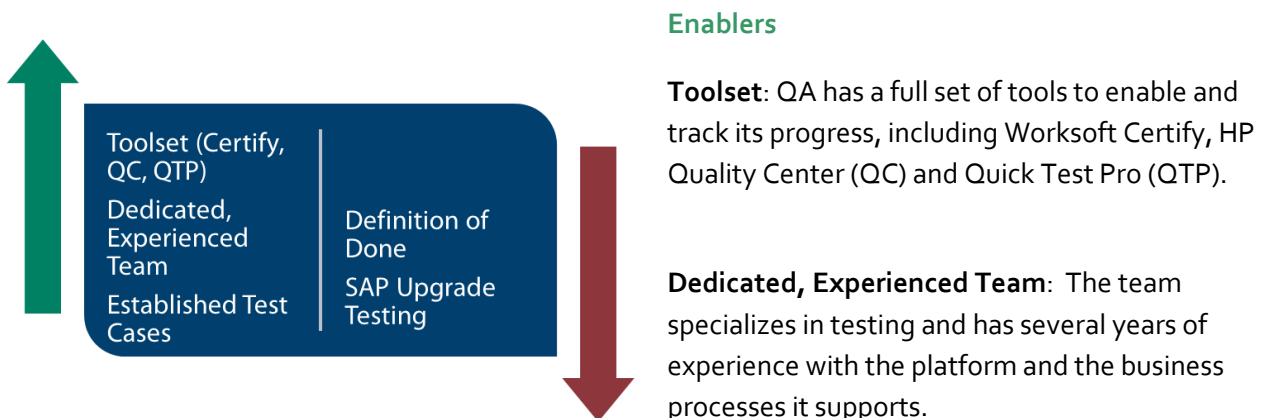 Toolset (Certify,
QC, QTP)
Dedicated,
Experienced
Team
Established Test
Cases
Definition of
Done
SAP Upgrade
Testing
Enablers
Toolset: QA has a full set of tools to enable and
track its progress, including Worksoft Certify, HP
Quality Center (QC) and Quick Test Pro (QTP).
Dedicated, Experienced Team:  The team
specializes in testing and has several years of
experience with the platform and the business
processes it supports.